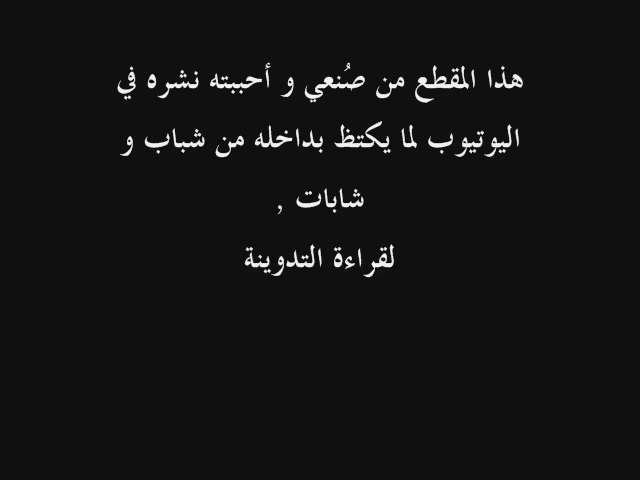 هذا المقطع من صُنعي و أحببته نشره في
اليوتيوب لما يكتظ بداخله من شباب و
شابات ,
لقراءة التدوينة